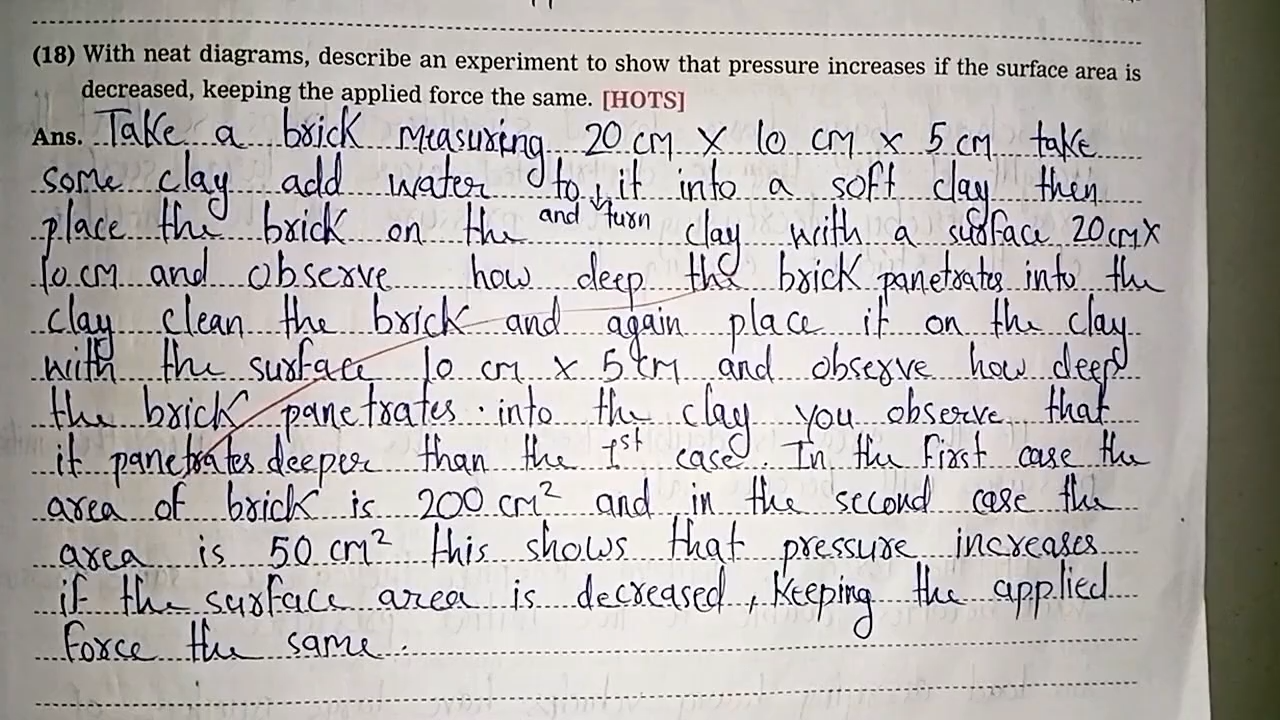 (18) With neat diagrams, describe an experiment to show that pressure increases if the surface area is
decreased, keeping the applied force the same. [HOTS]
Ans. Take a brick measuring 20 cm × 10 cm × 5 cm take
some clay add water to it into a soft clay then
and turn
place the brick on the clay with a surface 20cm×
10 cm and observe how deep the brick panetrates into the
clay clean the brick and again place it on the clay
with the surface 10 cm × 5 cm and observe how deep
the brick panetrates. into the clay you observe that
it panetrates deeper than the 1st case. In the first case the
area of brick is 200 cm² and in the second case the
area is 50 cm² this shows that pressure increases
if the surface area is decreased, keeping the applied
force the same.